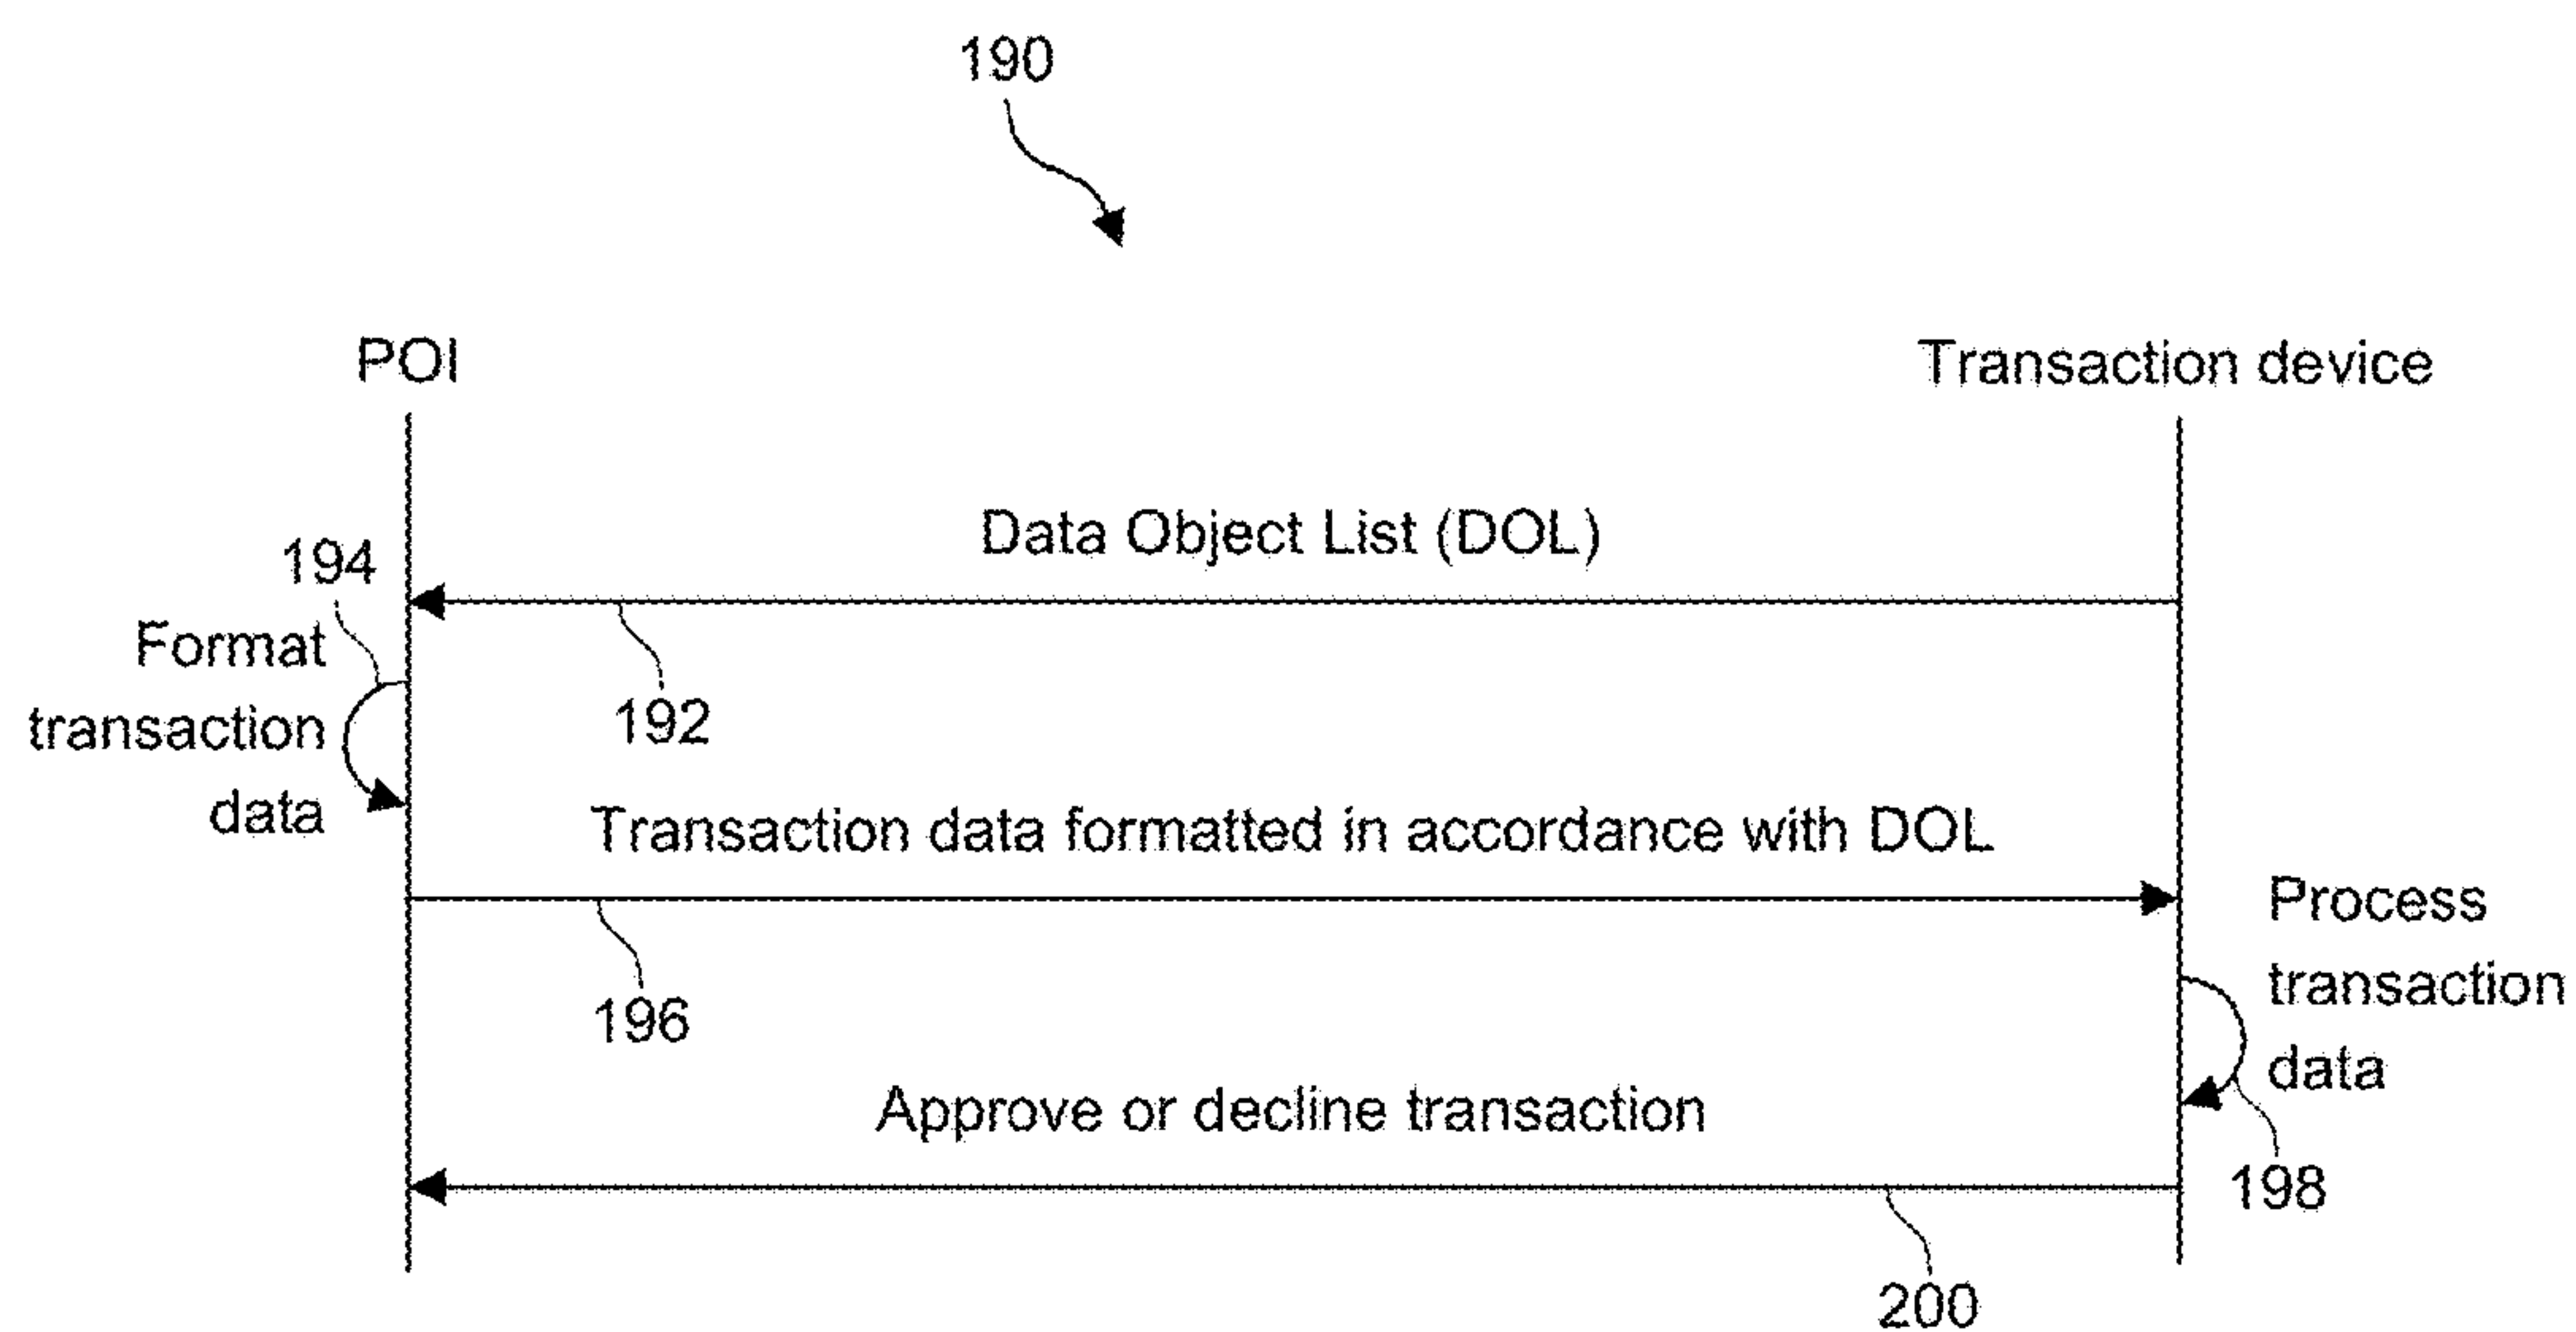 190
POI
Transaction device
Data Object List (DOL)
194
Format
transaction
data
192
Transaction data formatted in accordance with DOL
196
Process
transaction
data
198
Approve or decline transaction
200